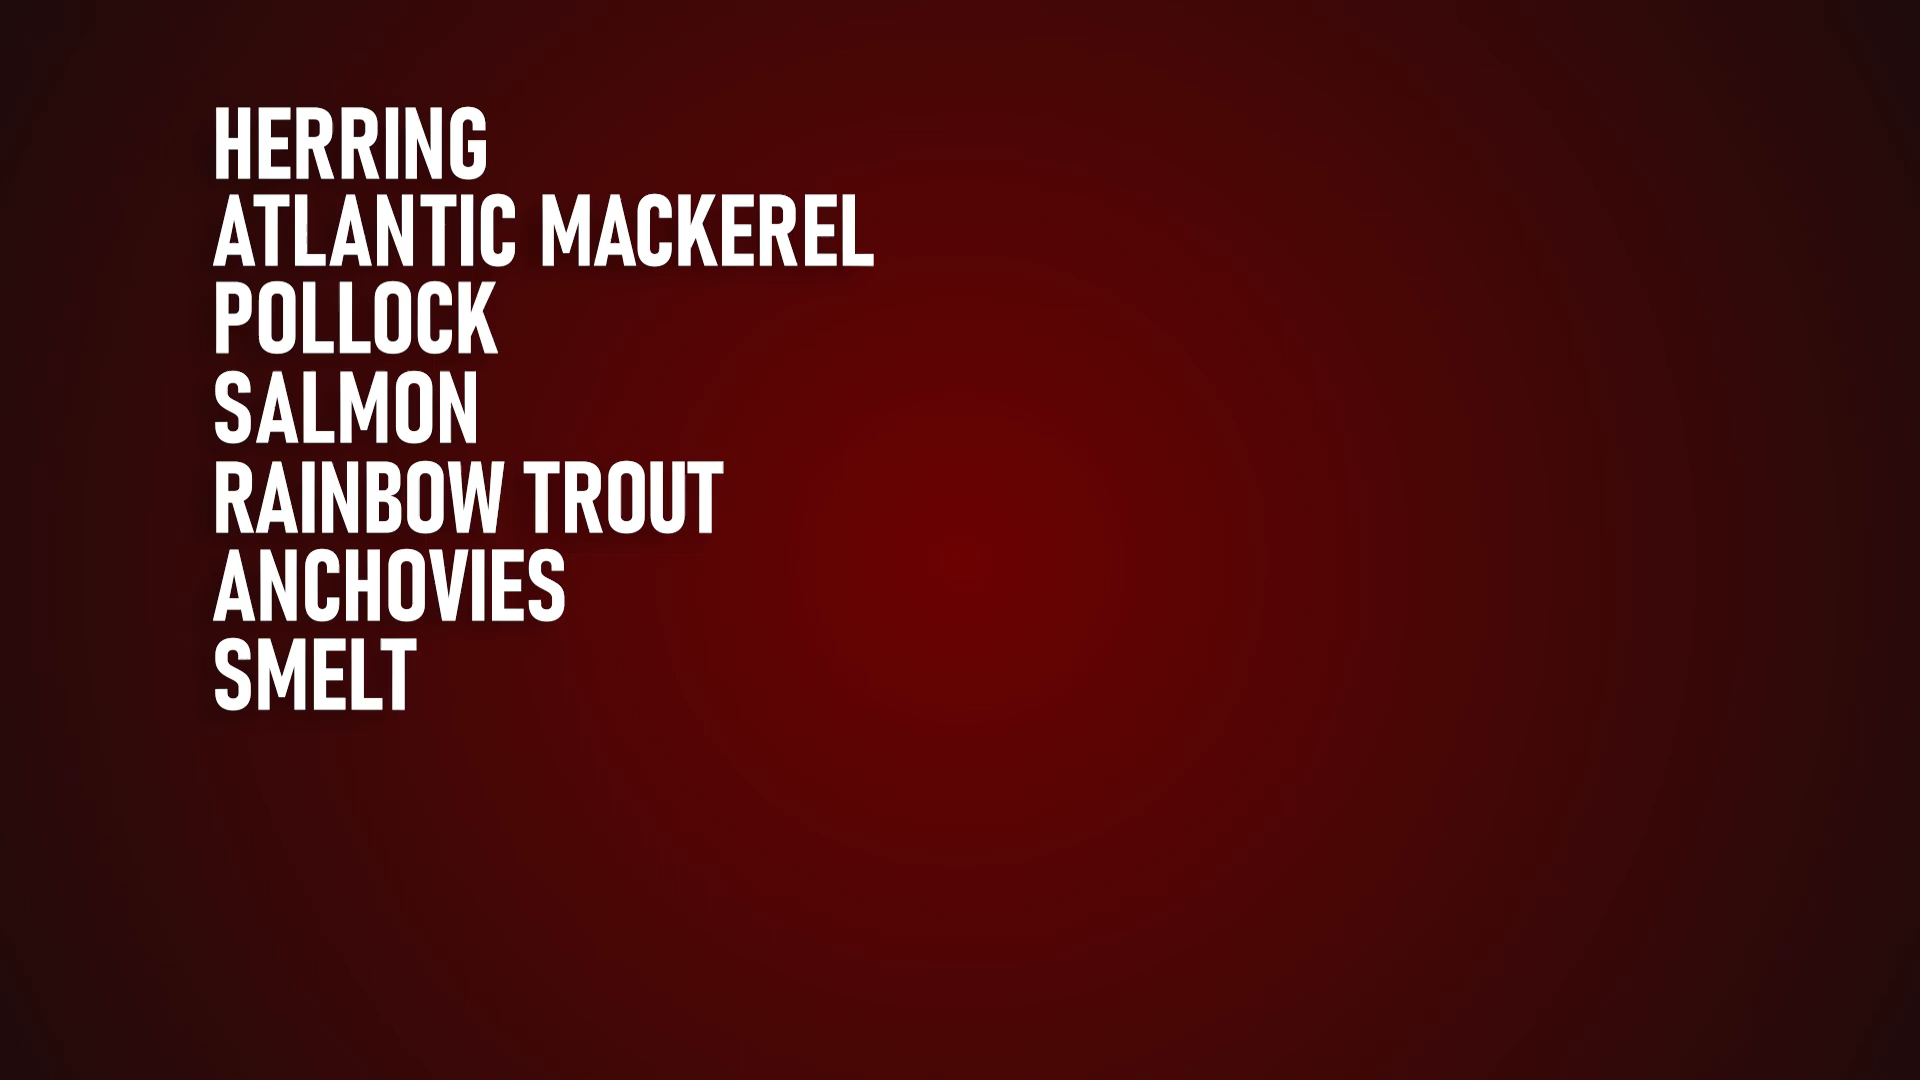 HERRING
ATLANTIC MACKEREL
POLLOCK
SALMON
RAINBOW TROUT
ANCHOVIES
SMELT